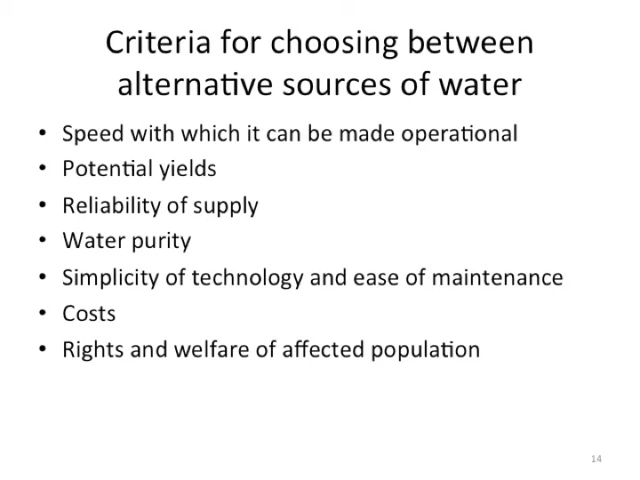 Criteria for choosing between
alternative sources of water
• Speed with which it can be made operational
• Potential yields
• Reliability of supply
• Water purity
• Simplicity of technology and ease of maintenance
• Costs
• Rights and welfare of affected population
14